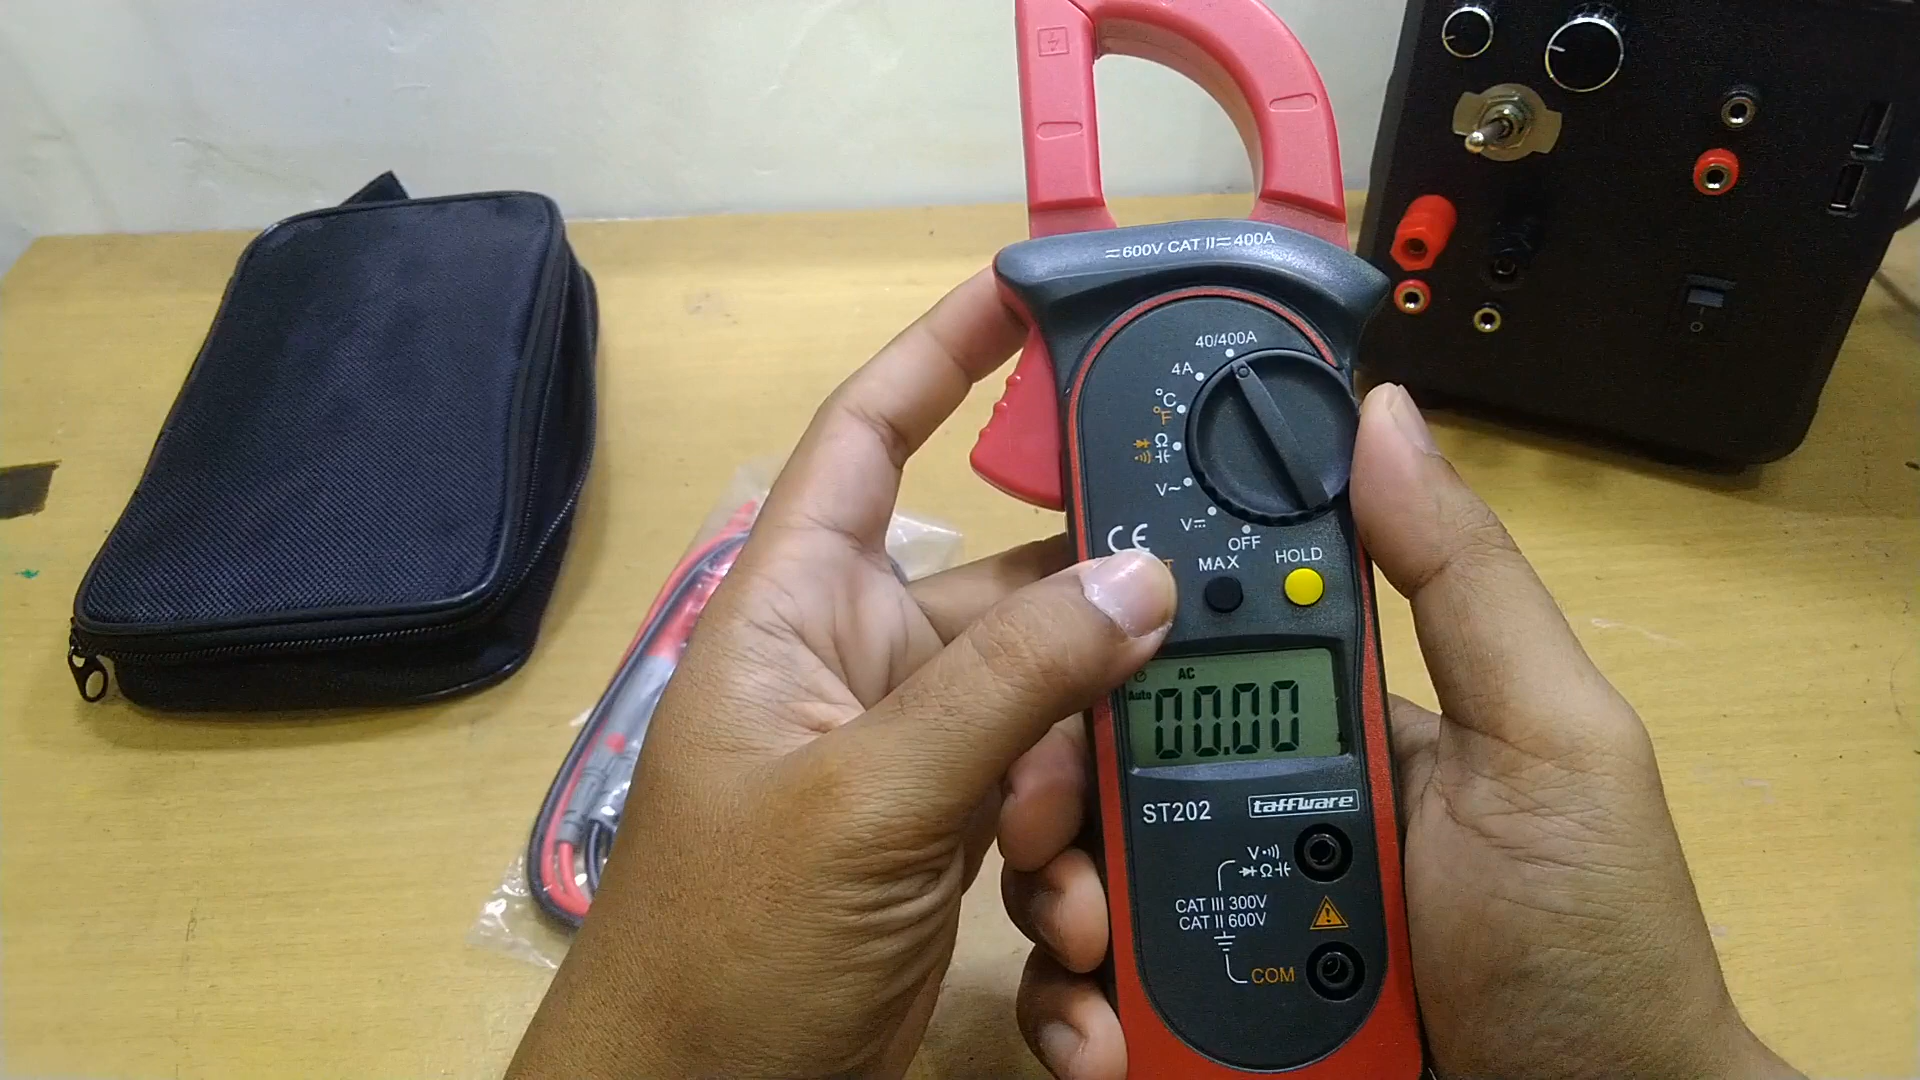 ≂600V CAT II≂400A
40/400A
4A
°C
°F
Ω
V~
V⎓
OFF
CE
MAX
HOLD
AC
Auto
00.00
ST202
taffware
V
Ω
CAT III 300V
CAT II 600V
COM